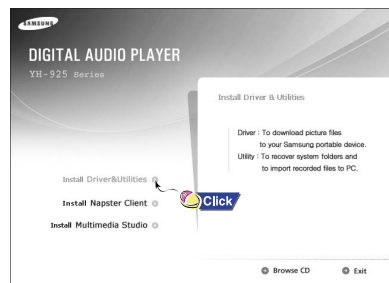 SAMSUNG
DIGITAL AUDIO PLAYER
YH-925 Series
Install Driver & Utilities
Driver : To download picture files
to your Samsung portable device.
Utility : To recover system folders and
to import recorded files to PC.
Install Driver&Utilities
Install Napster Client
Install Multimedia Studio
Click
Browse CD
Exit